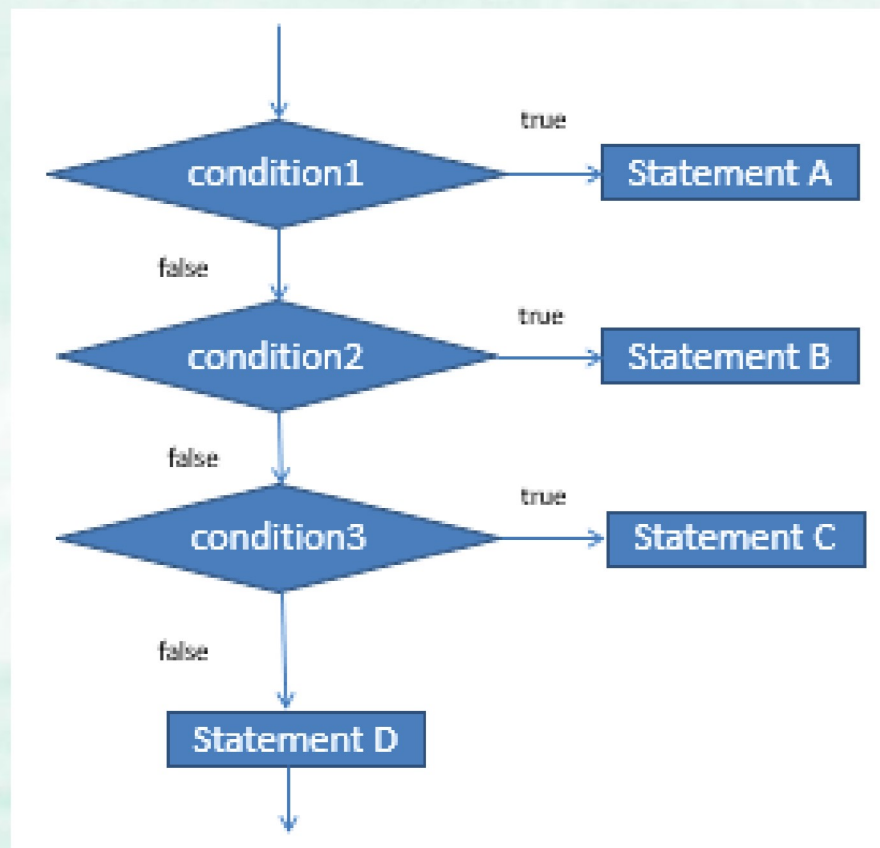 true
condition1
Statement A
false
true
condition2
Statement B
false
true
condition3
Statement C
false
Statement D